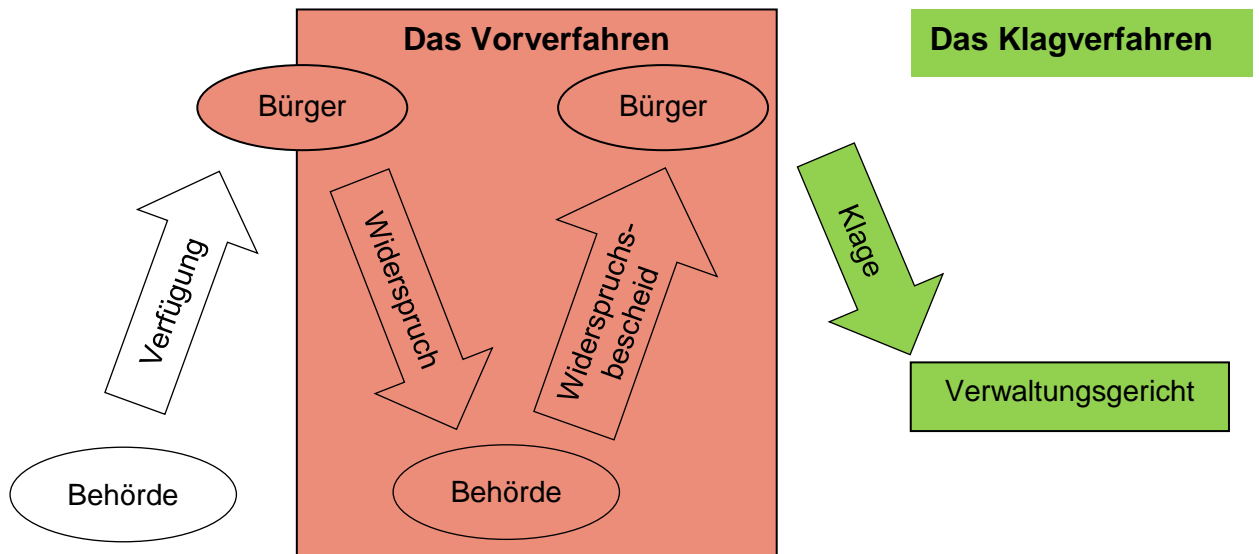 Das Vorverfahren
Das Klagverfahren
Bürger
Bürger
Verfügung
Widerspruch
Widerspruchs-
bescheid
Klage
Verwaltungsgericht
Behörde
Behörde